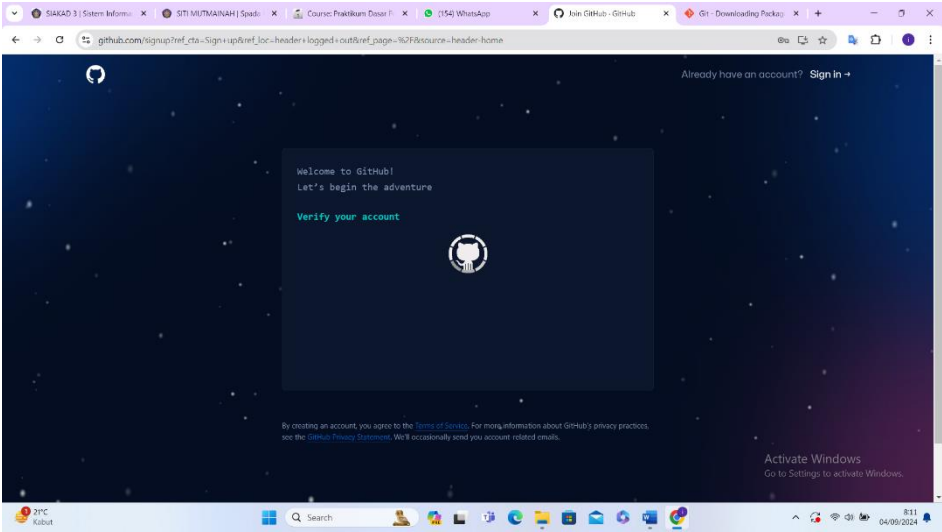 SIAKAD 3 | Sistem Informa
SITI MUTMAINAH | Spada
Course: Praktikum Dasar P
(154) WhatsApp
Join GitHub · GitHub
Git - Downloading Packag
github.com/signup?ref_cta=Sign+up&ref_loc=header+logged+out&ref_page=%2F&source=header-home
Already have an account? Sign in →
Welcome to GitHub!
Let's begin the adventure
Verify your account
By creating an account, you agree to the Terms of Service. For more information about GitHub's privacy practices,
see the GitHub Privacy Statement. We'll occasionally send you account-related emails.
Activate Windows
Go to Settings to activate Windows.
21°C
Kabut
Search
8:11
04/09/2024